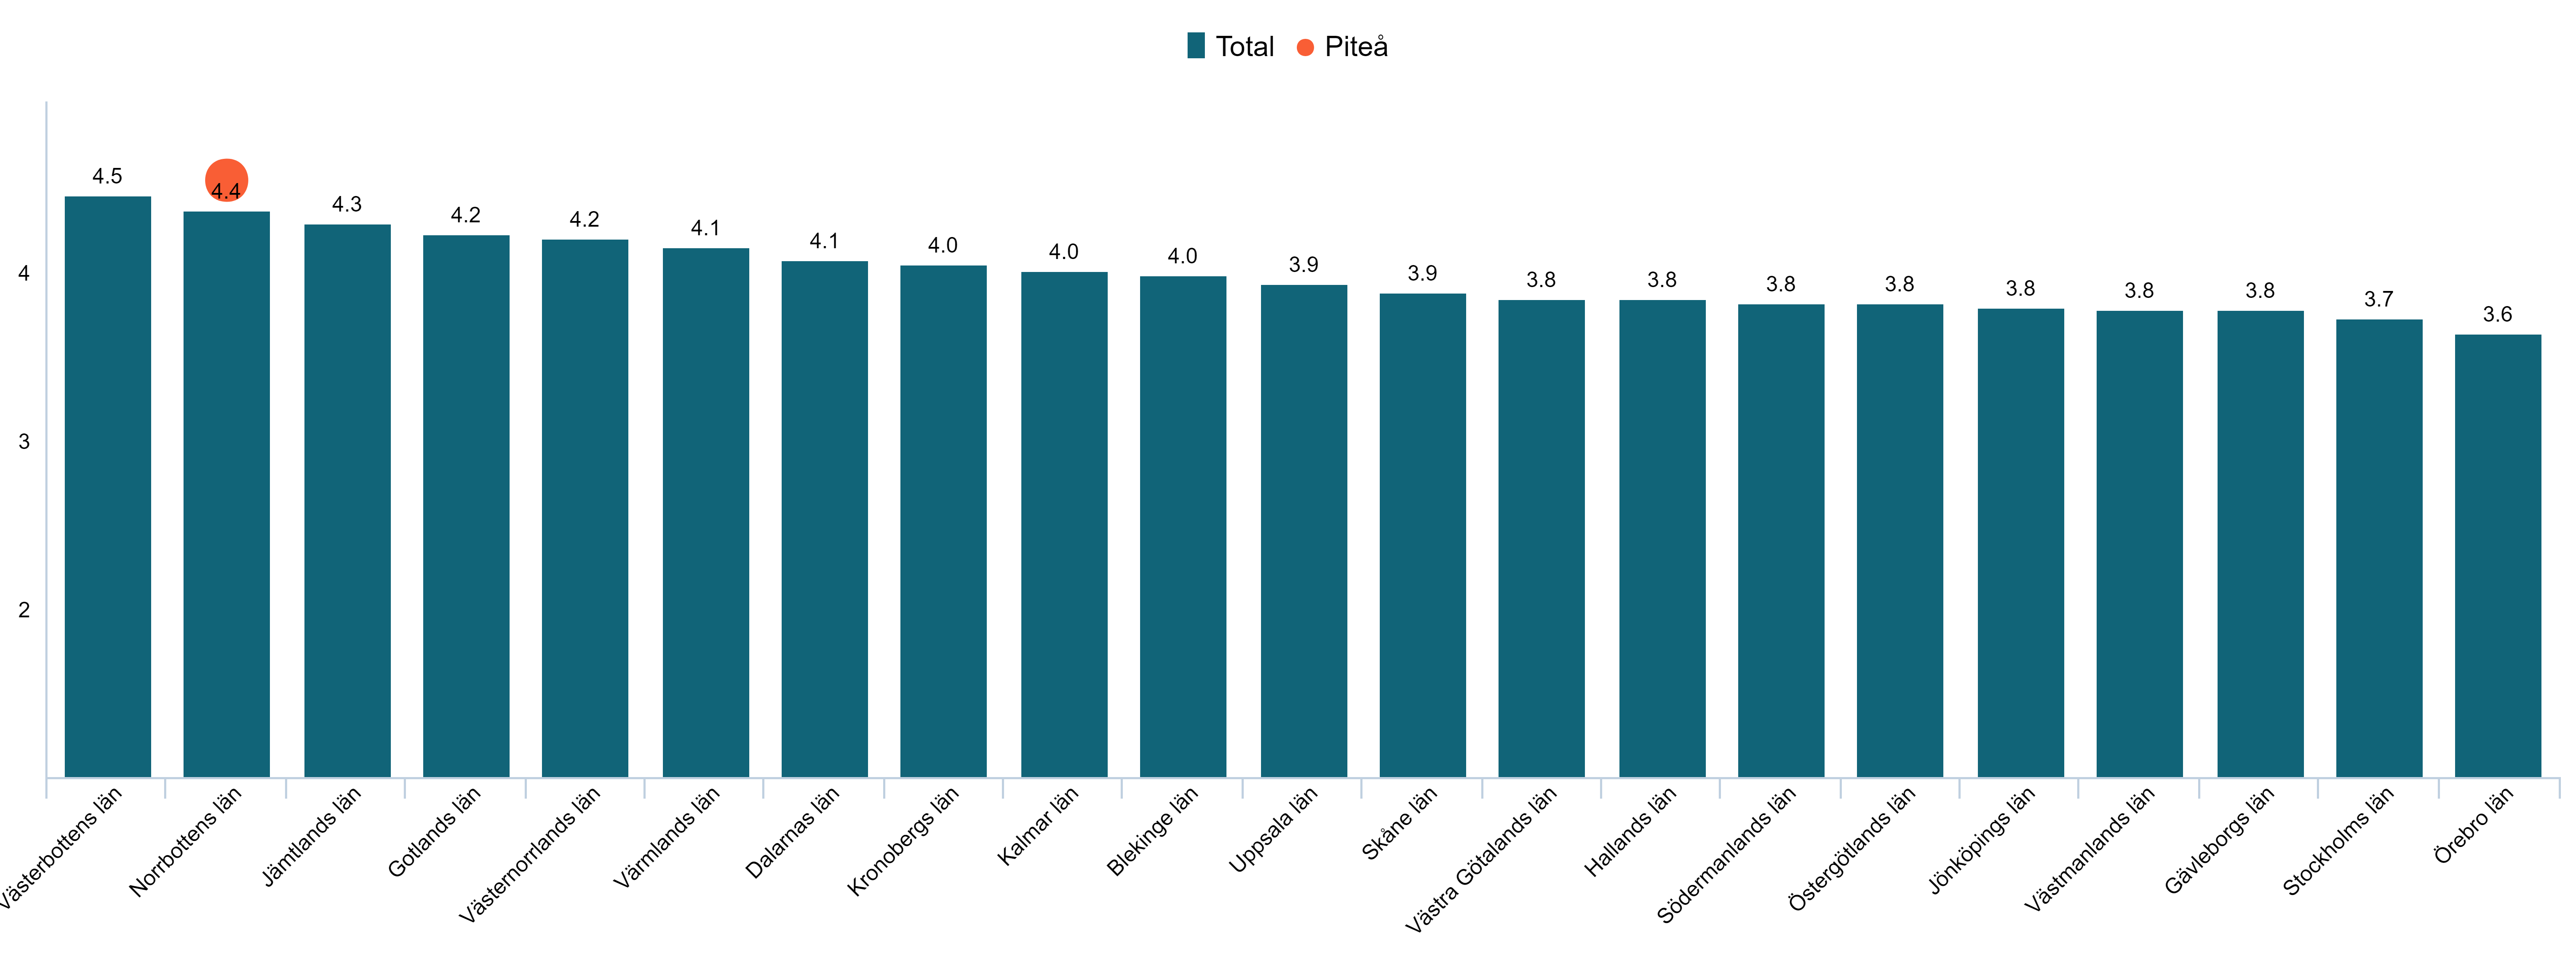 Total Piteå
4.5 4.4 4.3 4.2 4.2 4.1 4.1 4.0 4.0 4.0 3.9 3.9 3.8 3.8 3.8 3.8 3.8 3.8 3.8 3.7 3.6
4
3
2
Västerbottens län
Norrbottens län
Jämtlands län
Gotlands län
Västernorrlands län
Värmlands län
Dalarnas län
Kronobergs län
Kalmar län
Blekinge län
Uppsala län
Skåne län
Västra Götalands län
Hallands län
Södermanlands län
Östergötlands län
Jönköpings län
Västmanlands län
Gävleborgs län
Stockholms län
Örebro län